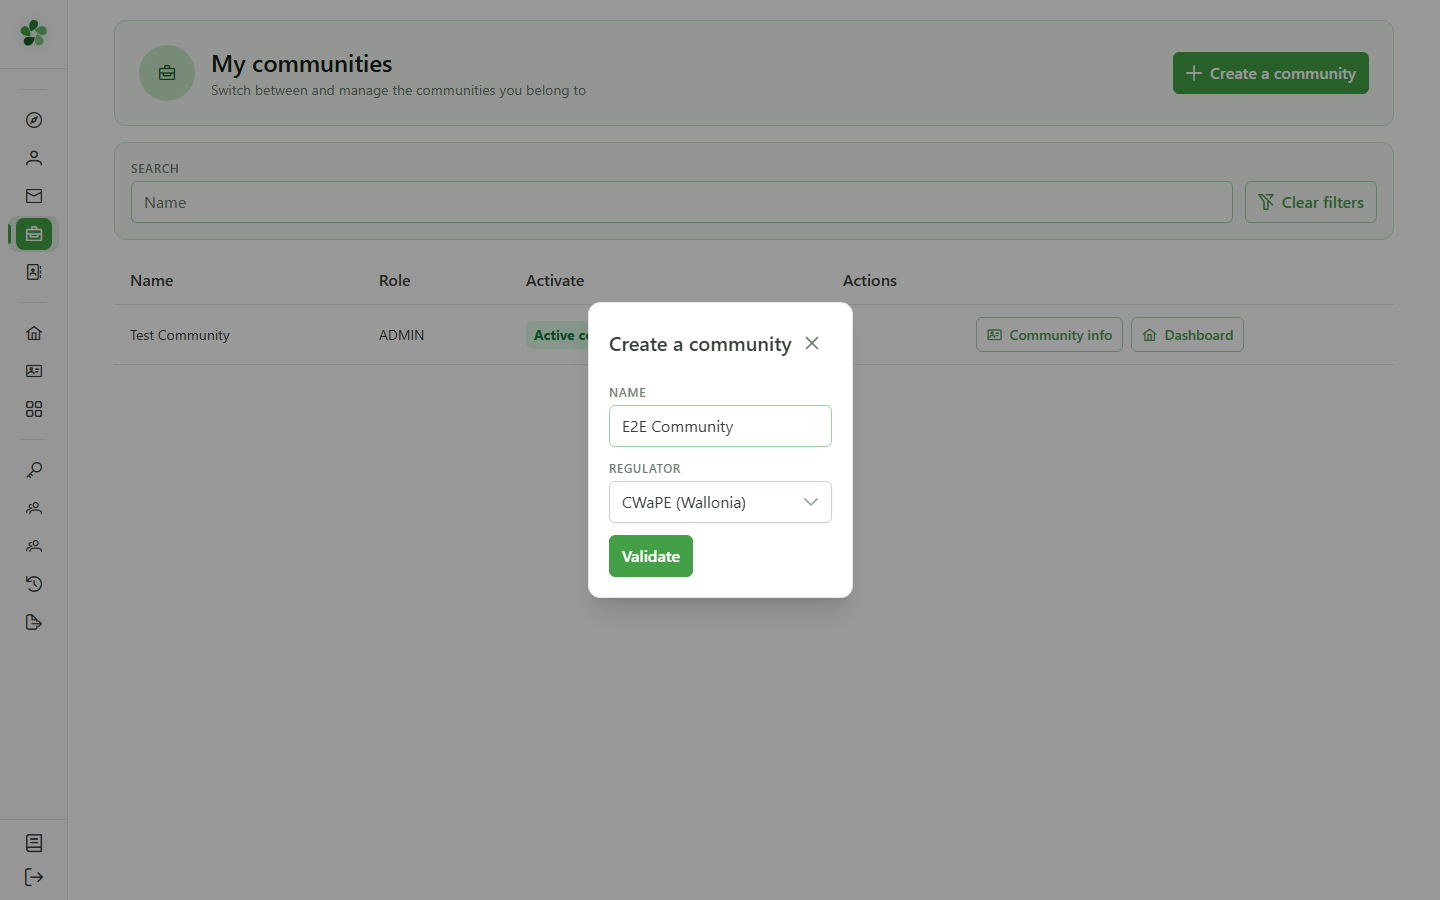 My communities
Switch between and manage the communities you belong to
Create a community
SEARCH
Name
Clear filters
Name Role Activate Actions
Test Community ADMIN Active Community info Dashboard
Create a community
NAME
E2E Community
REGULATOR
CWaPE (Wallonia)
Validate